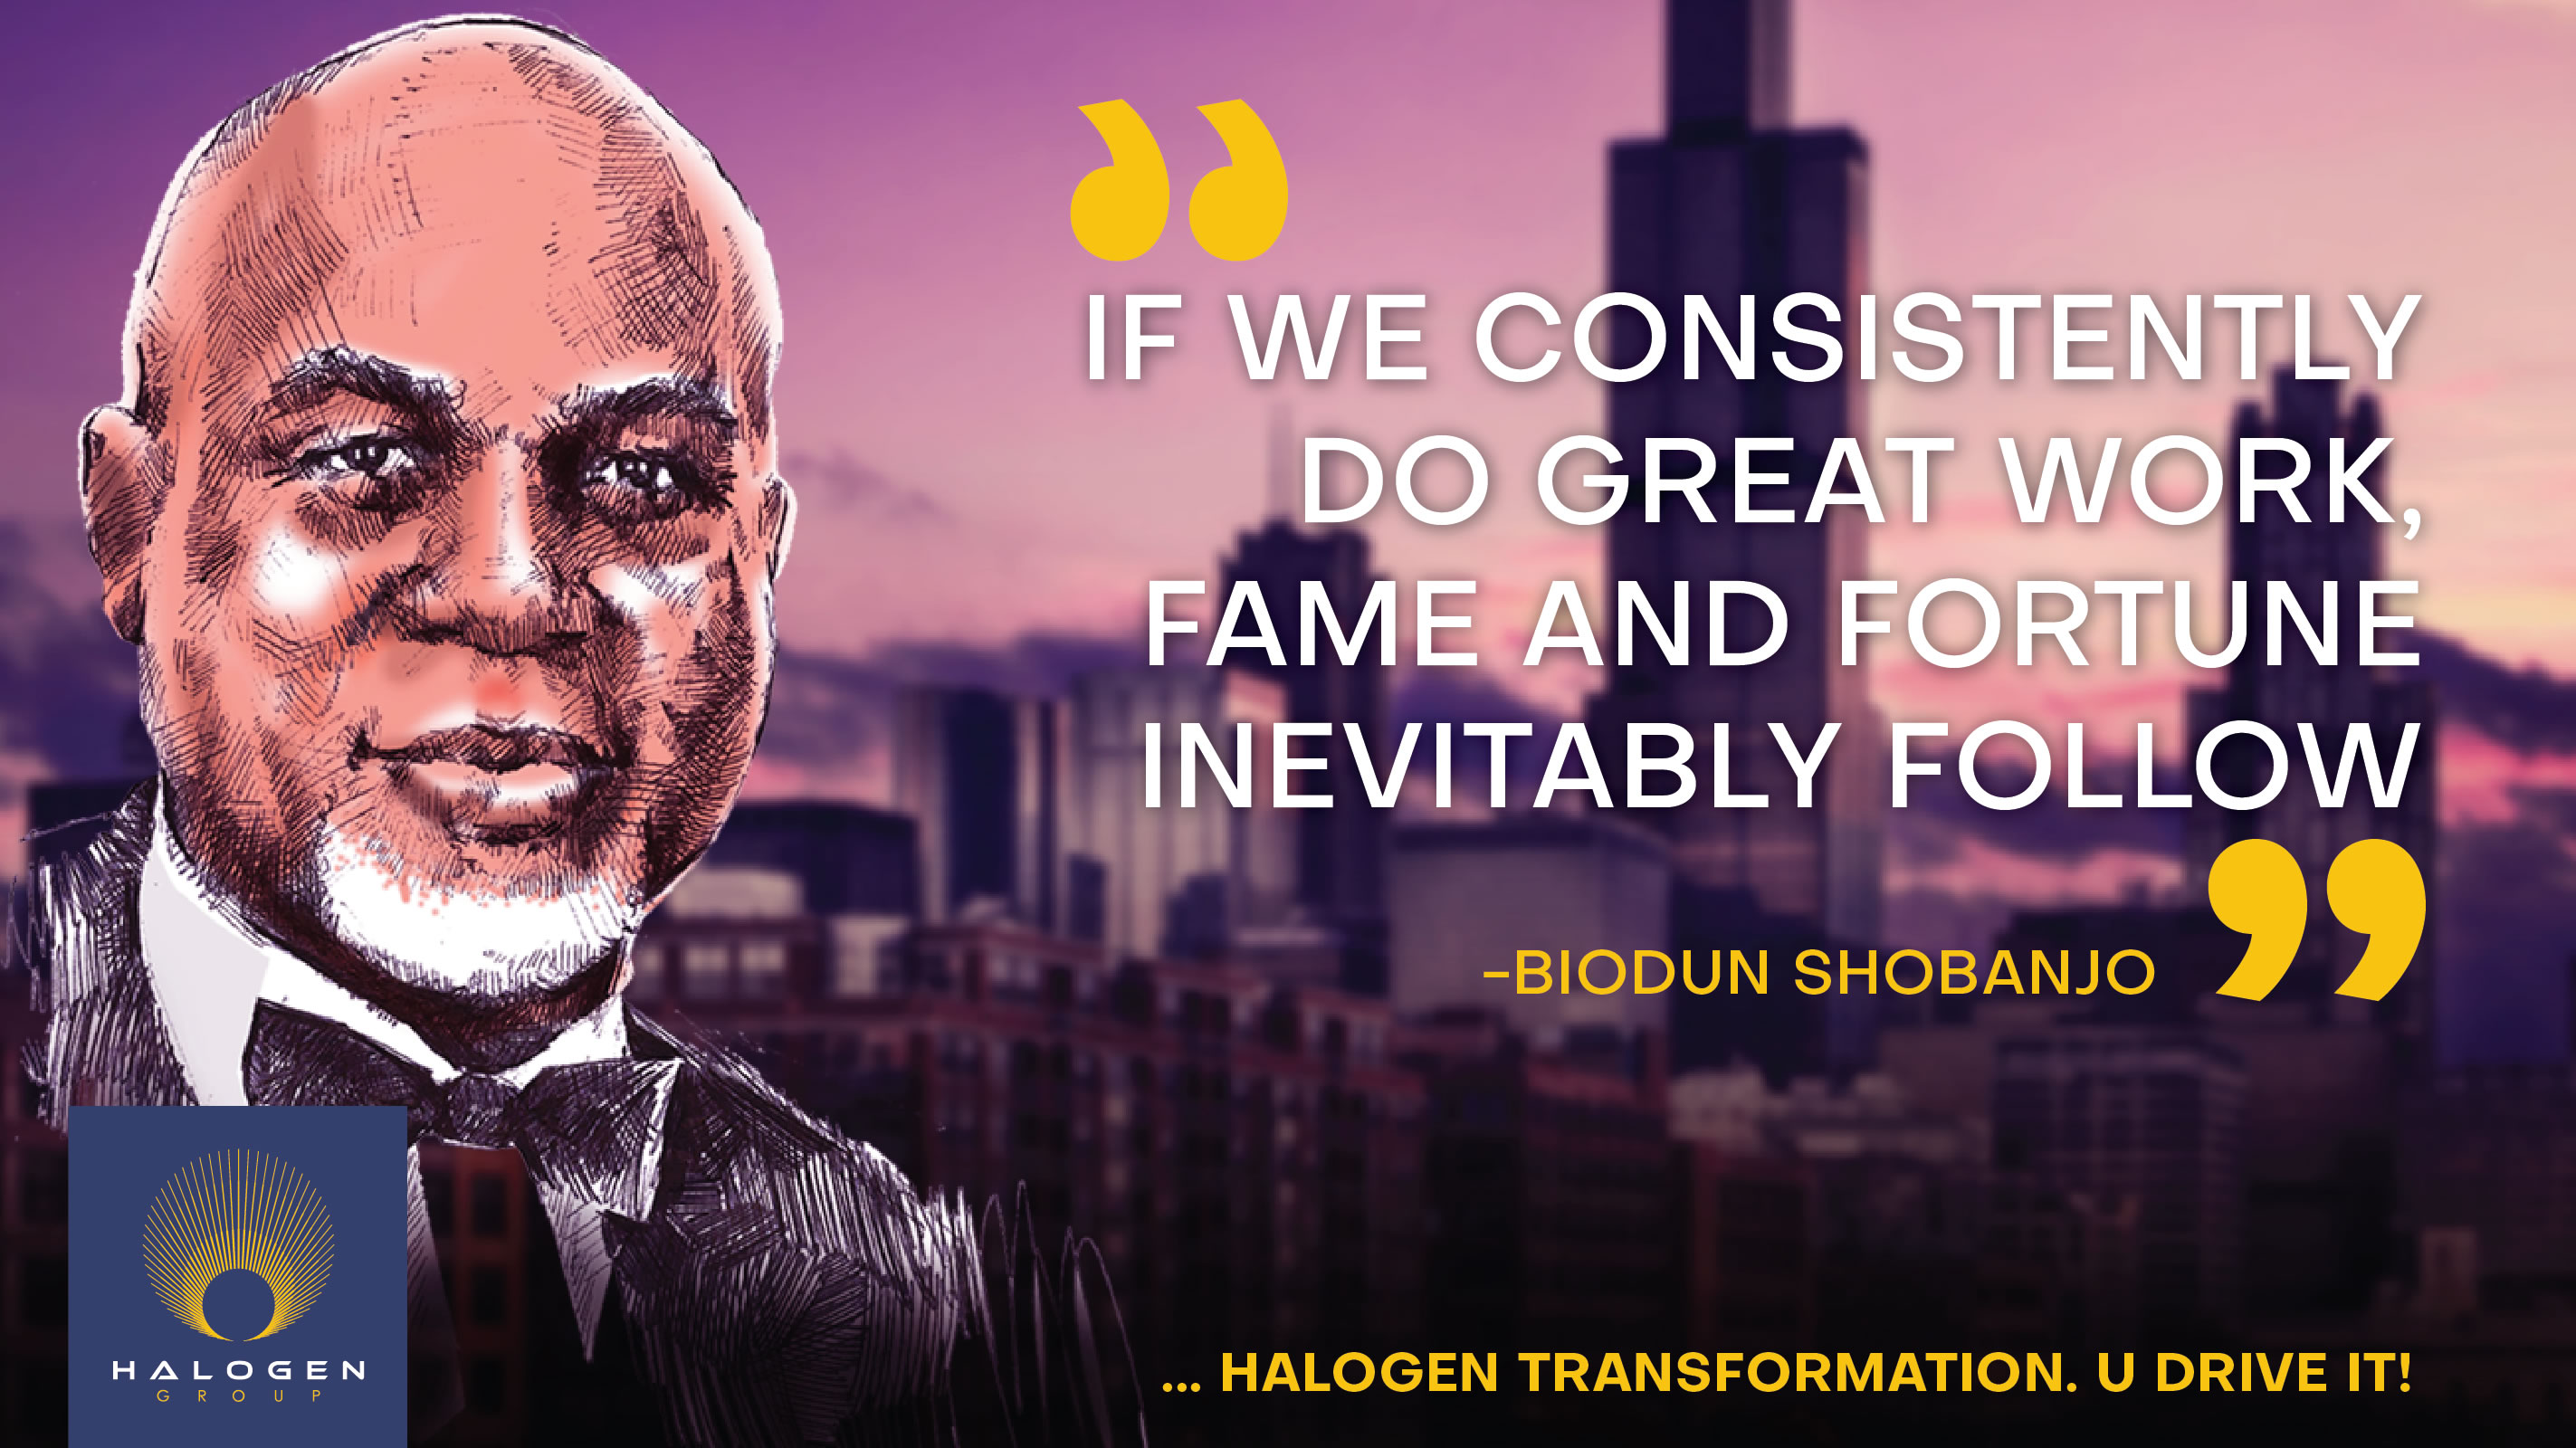 IF WE CONSISTENTLY
DO GREAT WORK,
FAME AND FORTUNE
INEVITABLY FOLLOW
-BIODUN SHOBANJO
HALOGEN
GROUP
... HALOGEN TRANSFORMATION. U DRIVE IT!